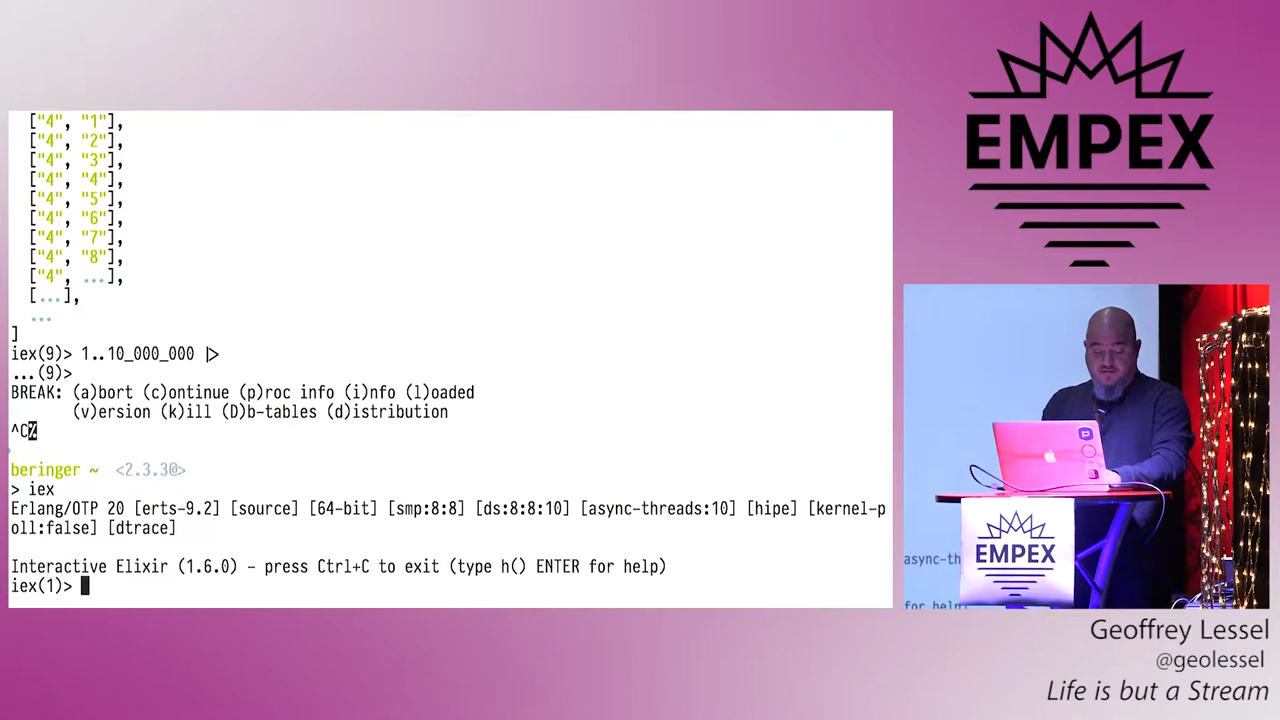 ["4", "1"],
["4", "2"],
["4", "3"],
["4", "4"],
["4", "5"],
["4", "6"],
["4", "7"],
["4", "8"],
["4", ...],
[...],
...
]
iex(9)> 1..10_000_000 |>
...(9)>
BREAK: (a)bort (c)ontinue (p)roc info (i)nfo (l)oaded
(v)ersion (k)ill (D)b-tables (d)istribution
^C%
beringer ~ <2.3.3@>
> iex
Erlang/OTP 20 [erts-9.2] [source] [64-bit] [smp:8:8] [ds:8:8:10] [async-threads:10] [hipe] [kernel-p
oll:false] [dtrace]
Interactive Elixir (1.6.0) - press Ctrl+C to exit (type h() ENTER for help)
iex(1)>
EMPEX
async-th
for help)
EMPEX
Geoffrey Lessel
@geolessel
Life is but a Stream